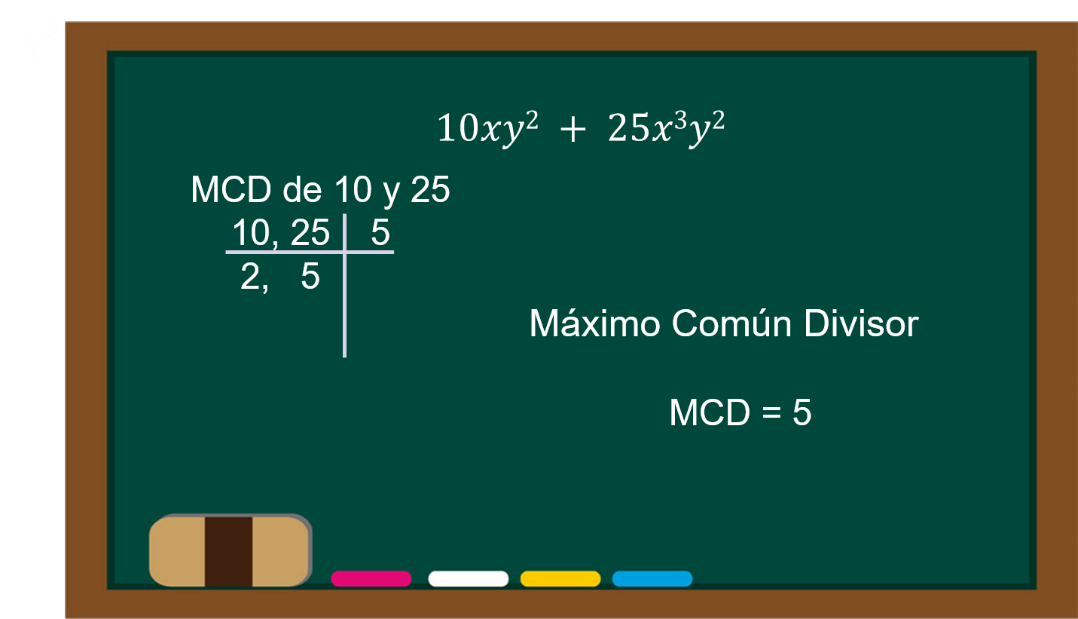 10xy² + 25x³y²
MCD de 10 y 25
10, 25 | 5
2, 5 |
Máximo Común Divisor
MCD = 5